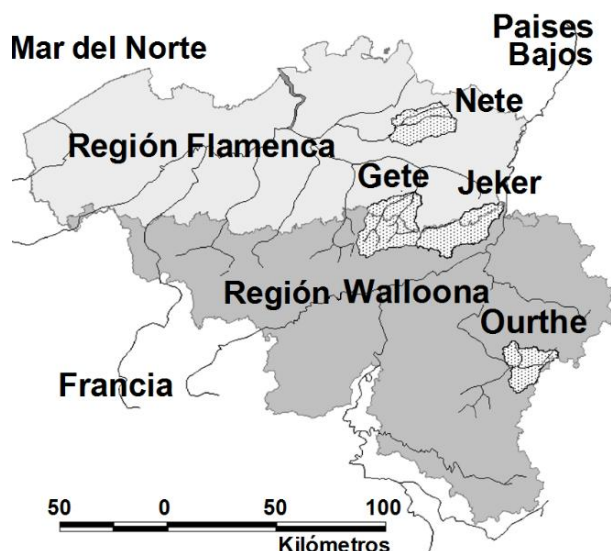 Mar del Norte
Paises
Bajos
Nete
Región Flamenca
Gete
Jeker
Región Walloona
Ourthe
Francia
50 0 50 100
Kilómetros